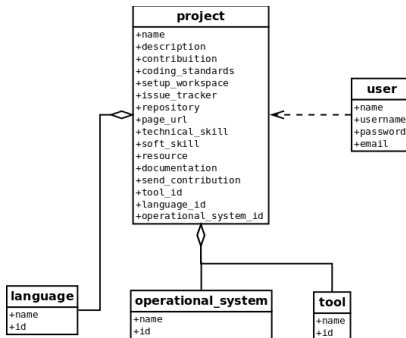 project
+name
+description
+contribuition
+coding_standards
+setup_workspace
+issue_tracker
+repository
+page_url
+technical_skill
+soft_skill
+resource
+documentation
+send_contribution
+tool_id
+language_id
+operational_system_id
user
+name
+username
+password
+email
language
+name
+id
operational_system
+name
+id
tool
+name
+id